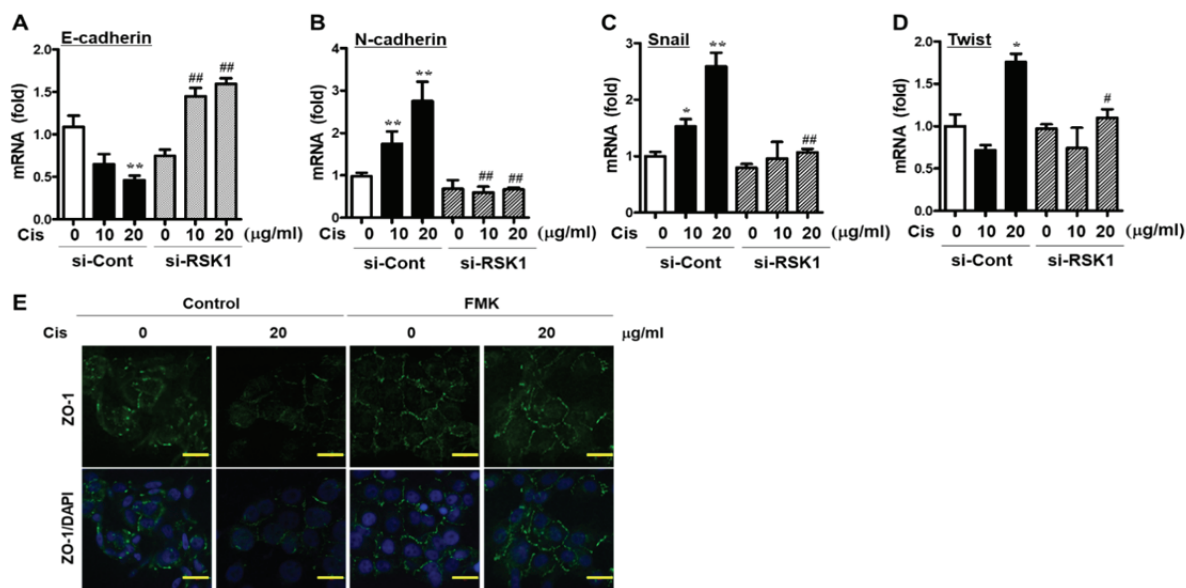 A
E-cadherin
mRNA (fold)
2.0
1.5
1.0
0.5
0.0
**
##
##
Cis 0 10 20 0 10 20 (μg/ml)
si-Cont si-RSK1
B
N-cadherin
mRNA (fold)
4
3
2
1
0
**
**
##
##
Cis 0 10 20 0 10 20 (μg/ml)
si-Cont si-RSK1
C
Snail
mRNA (fold)
3
2
1
0
*
**
##
Cis 0 10 20 0 10 20 (μg/ml)
si-Cont si-RSK1
D
Twist
mRNA (fold)
2.0
1.5
1.0
0.5
0.0
*
#
Cis 0 10 20 0 10 20 (μg/ml)
si-Cont si-RSK1
E
Control FMK
Cis 0 20 0 20 μg/ml
ZO-1
ZO-1/DAPI